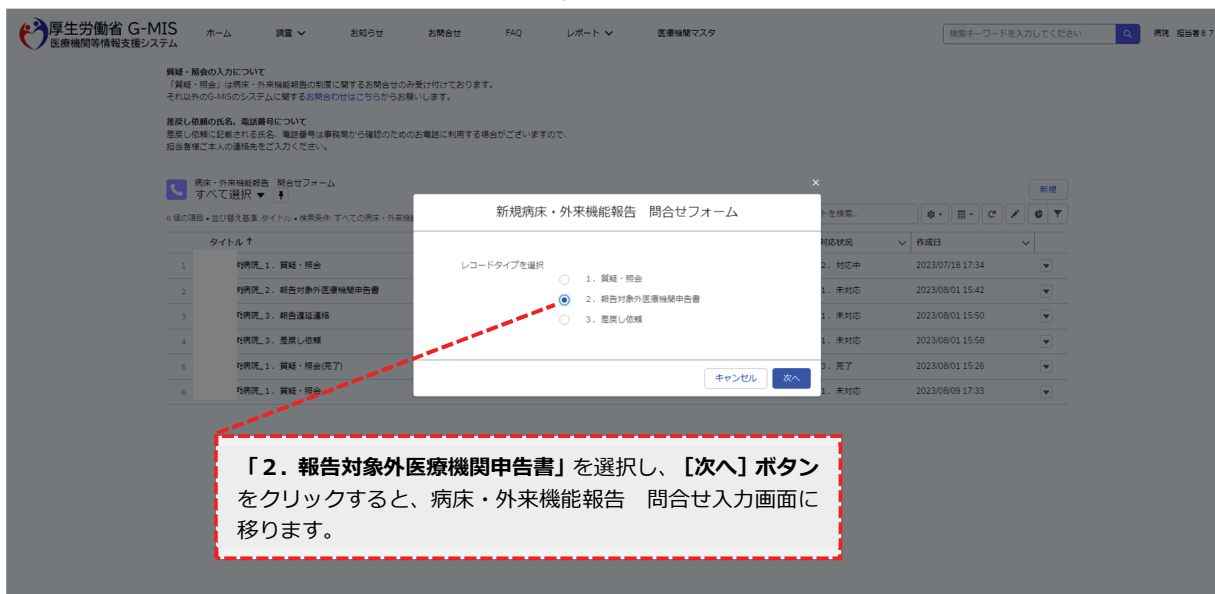 厚生労働省 G-MIS
医療機関等情報支援システム
ホーム 調査 お知らせ お問合せ FAQ レポート 医療機関マスタ
検索キーワードを入力してください
病院 担当者67
質疑・照会の入力について
「質疑・照会」は病床・外来機能報告の制度に関するお問合せのみ受け付けております。
それ以外のG-MISのシステムに関するお問合わせはこちらからお願いします。
差戻し依頼の氏名、電話番号について
差戻し依頼に記載される氏名、電話番号は事務局から確認のためのお電話に利用する場合がございますので、
担当者様ご本人の連絡先をご入力ください。
病床・外来機能報告 問合せフォーム
すべて選択 ▼
新規
6 個の項目 • 並び替え基準: タイトル • 検索条件: すべての病床・外来機
トを検索...
タイトル ↑ 対応状況 作成日
1 病院_1. 質疑・照会 2. 対応中 2023/07/18 17:34
2 病院_2. 報告対象外医療機関申告書 1. 未対応 2023/08/01 15:42
3 病院_3. 報告遅延連絡 1. 未対応 2023/08/01 15:50
4 病院_3. 差戻し依頼 1. 未対応 2023/08/01 15:58
5 病院_1. 質疑・照会(完了) 3. 完了 2023/08/01 15:26
6 病院_1. 質疑・照会 1. 未対応 2023/08/09 17:33
×
新規病床・外来機能報告 問合せフォーム
レコードタイプを選択
1. 質疑・照会
2. 報告対象外医療機関申告書
3. 差戻し依頼
キャンセル 次へ
「2. 報告対象外医療機関申告書」を選択し、[次へ] ボタン
をクリックすると、病床・外来機能報告 問合せ入力画面に
移ります。